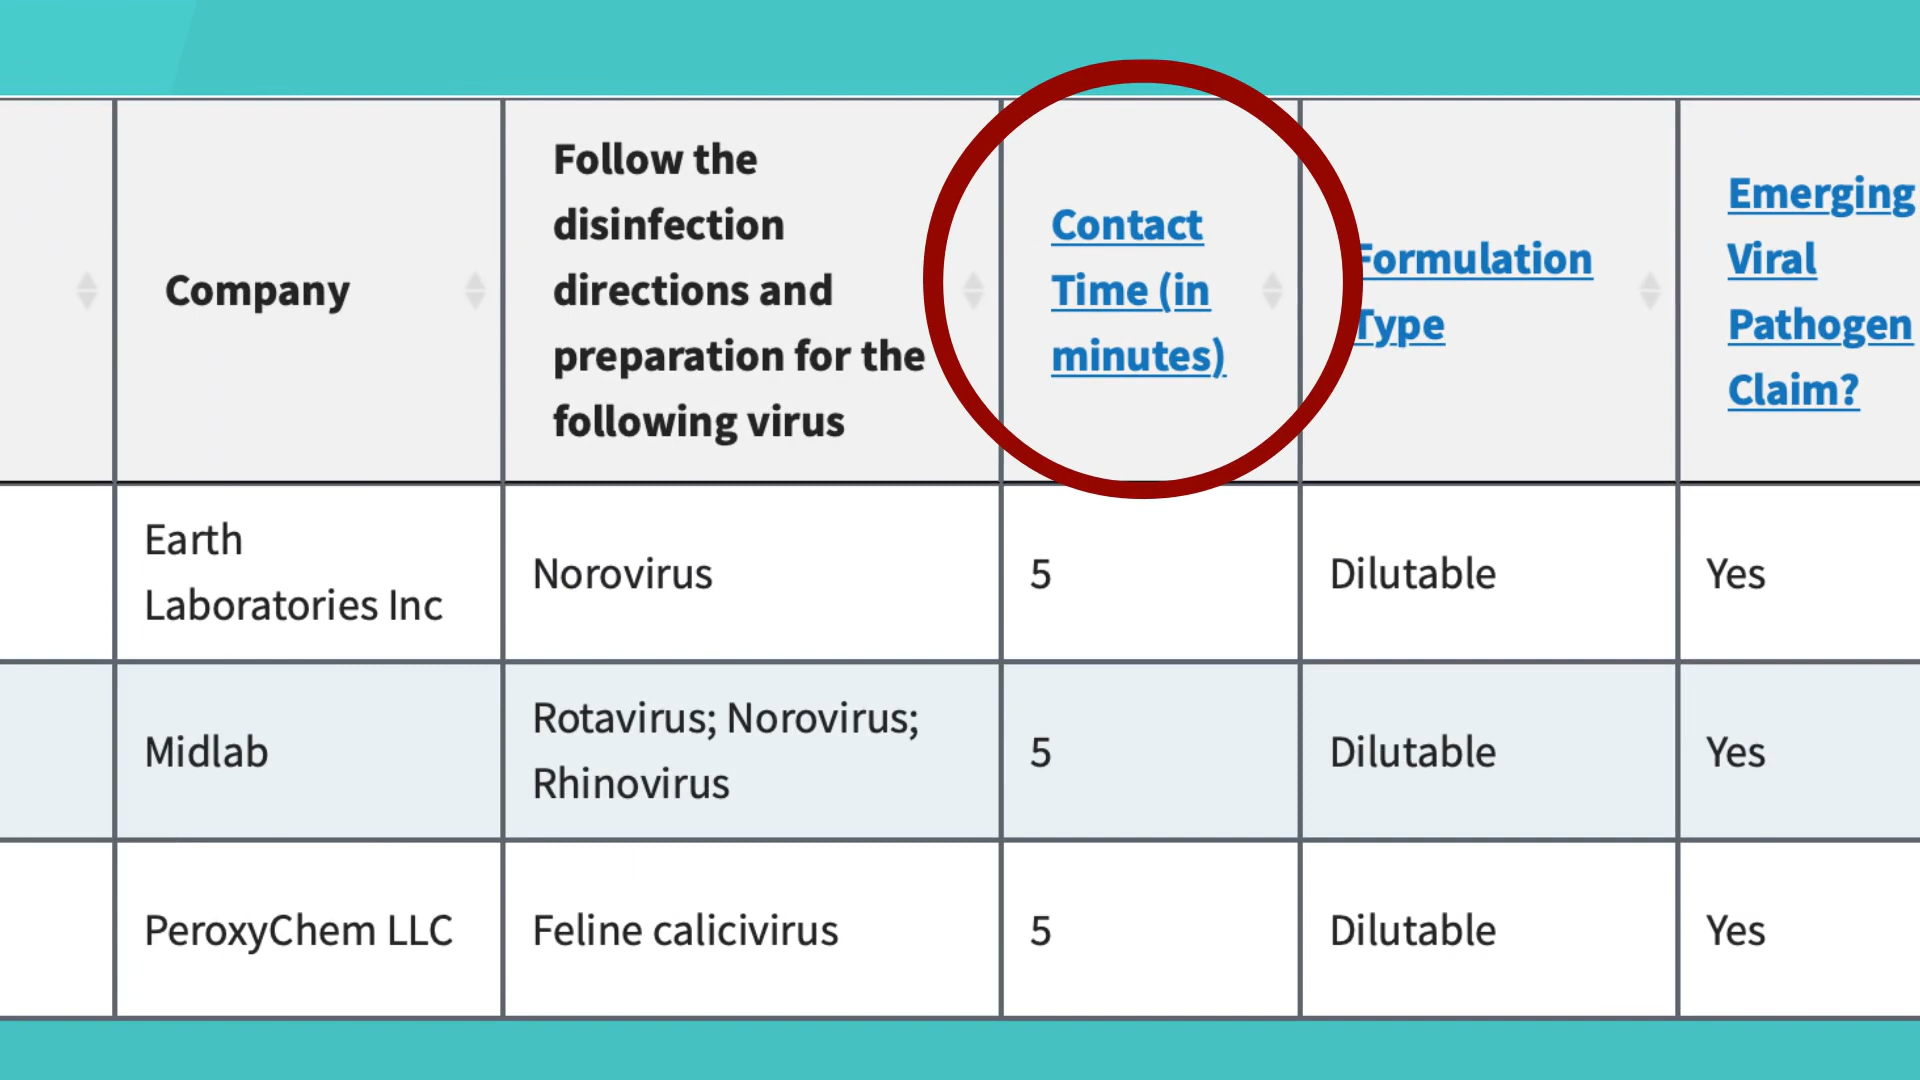 Company
Follow the
disinfection
directions and
preparation for the
following virus
Contact
Time (in
minutes)
Formulation
Type
Emerging
Viral
Pathogen
Claim?
Earth
Laboratories Inc
Norovirus
5
Dilutable
Yes
Midlab
Rotavirus; Norovirus;
Rhinovirus
5
Dilutable
Yes
PeroxyChem LLC
Feline calicivirus
5
Dilutable
Yes